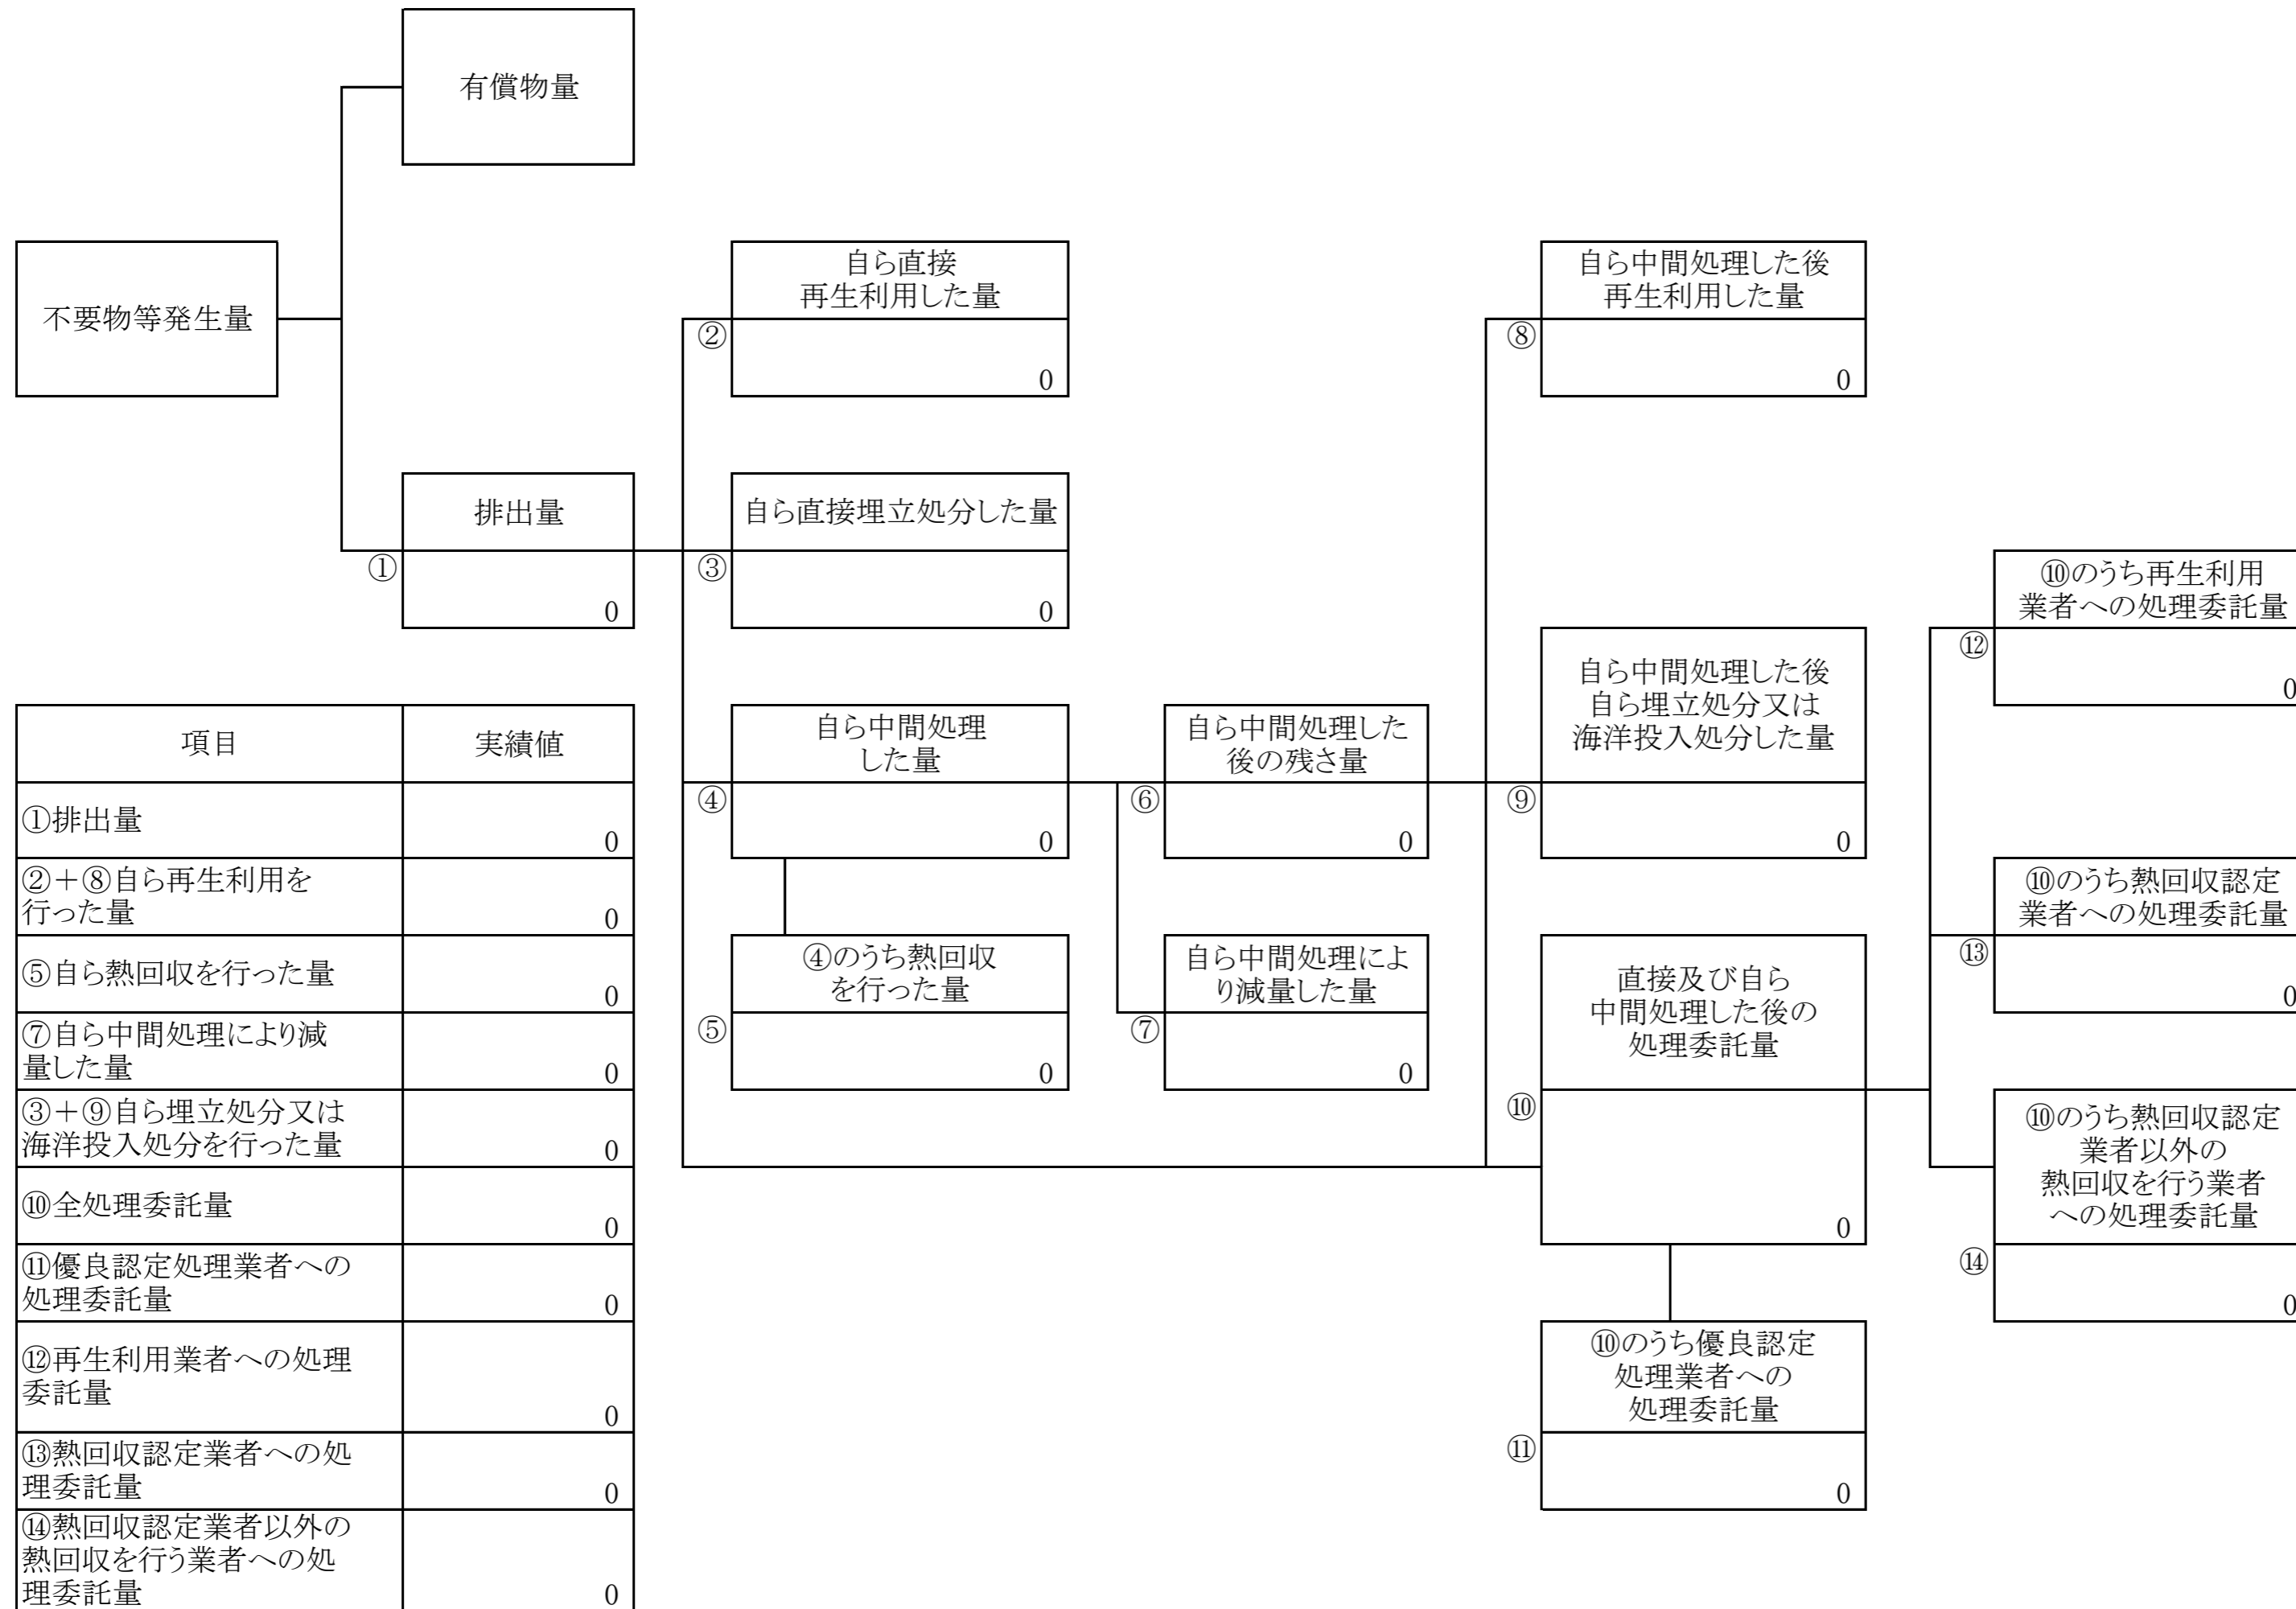 有償物量
不要物等発生量
自ら直接
再生利用した量
②
0
自ら中間処理した後
再生利用した量
⑧
0
排出量
①
0
自ら直接埋立処分した量
③
0
⑩のうち再生利用
業者への処理委託量
⑫
0
自ら中間処理
した量
④
0
自ら中間処理した
後の残さ量
⑥
0
自ら中間処理した後
自ら埋立処分又は
海洋投入処分した量
⑨
0
⑩のうち熱回収認定
業者への処理委託量
⑬
0
④のうち熱回収
を行った量
⑤
0
自ら中間処理によ
り減量した量
⑦
0
直接及び自ら
中間処理した後の
処理委託量
⑩
0
⑩のうち熱回収認定
業者以外の
熱回収を行う業者
への処理委託量
⑭
0
⑩のうち優良認定
処理業者への
処理委託量
⑪
0
項目 実績値
①排出量
0
②＋⑧自ら再生利用を
行った量 0
⑤自ら熱回収を行った量
0
⑦自ら中間処理により減
量した量 0
③＋⑨自ら埋立処分又は
海洋投入処分を行った量 0
⑩全処理委託量
0
⑪優良認定処理業者への
処理委託量 0
⑫再生利用業者への処理
委託量
0
⑬熱回収認定業者への処
理委託量 0
⑭熱回収認定業者以外の
熱回収を行う業者への処
理委託量 0